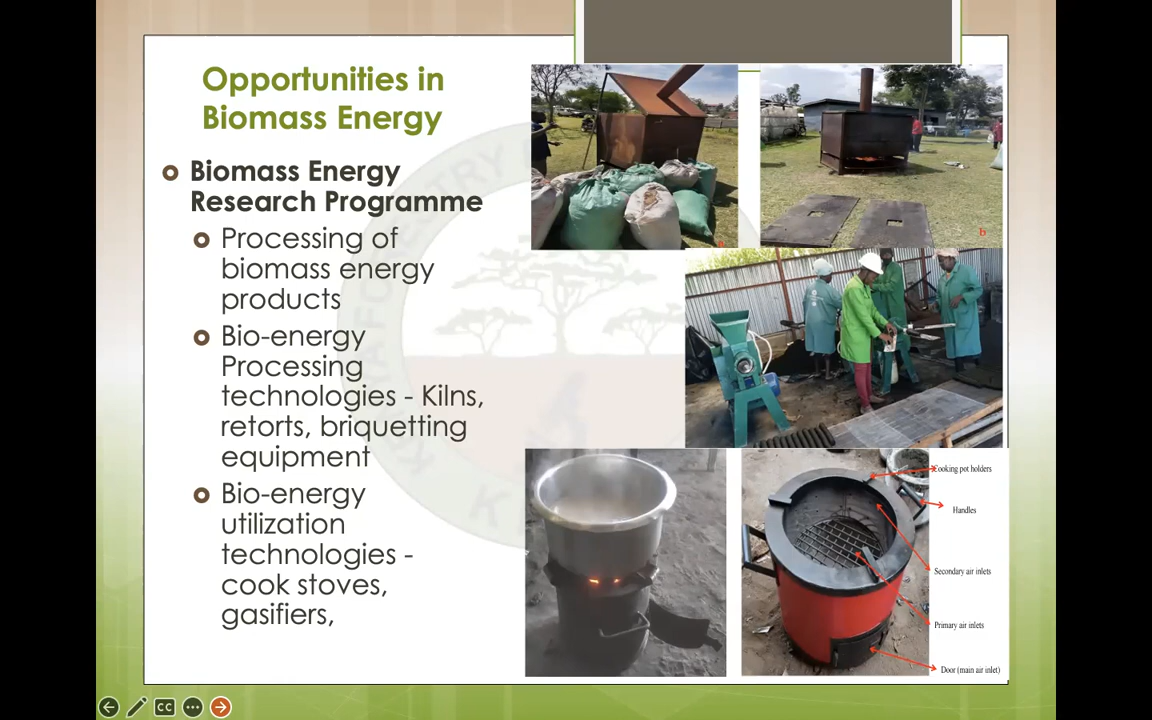 Opportunities in
Biomass Energy
Biomass Energy
Research Programme
Processing of
biomass energy
products
Bio-energy
Processing
technologies - Kilns,
retorts, briquetting
equipment
Bio-energy
utilization
technologies -
cook stoves,
gasifiers,
b
Cooking pot holders
Handles
Secondary air inlets
Primary air inlets
Door (main air inlet)
CC